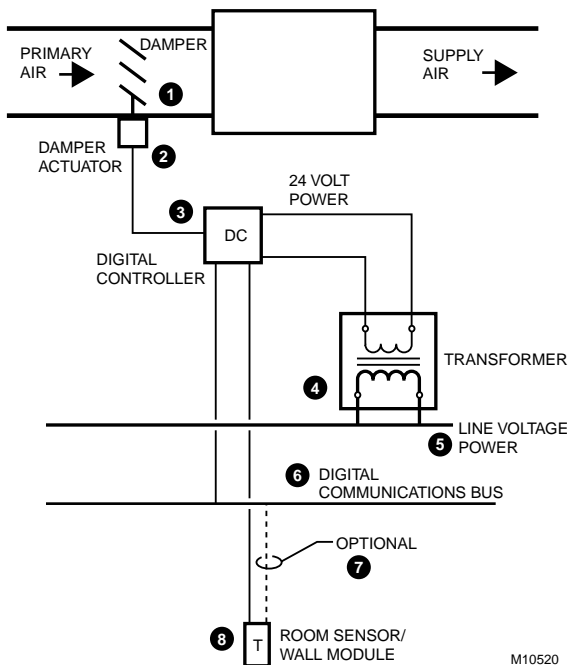 DAMPER
PRIMARY
AIR
SUPPLY
AIR
1
DAMPER
ACTUATOR
2
24 VOLT
POWER
3
DC
DIGITAL
CONTROLLER
TRANSFORMER
4
5
LINE VOLTAGE
POWER
6
DIGITAL
COMMUNICATIONS BUS
OPTIONAL
7
8
T
ROOM SENSOR/
WALL MODULE
M10520